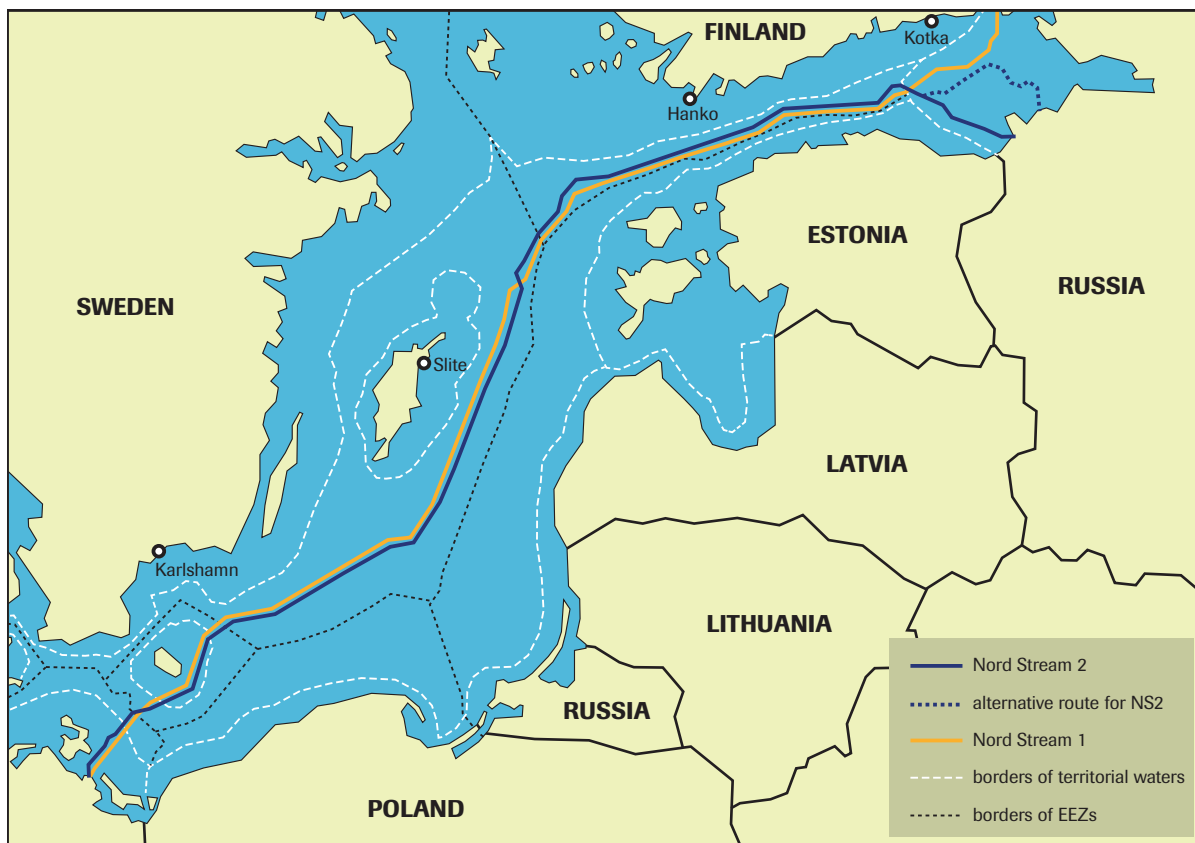 FINLAND
Kotka
Hanko
ESTONIA
SWEDEN
RUSSIA
Slite
LATVIA
Karlshamn
LITHUANIA
RUSSIA
POLAND
Nord Stream 2
alternative route for NS2
Nord Stream 1
borders of territorial waters
borders of EEZs